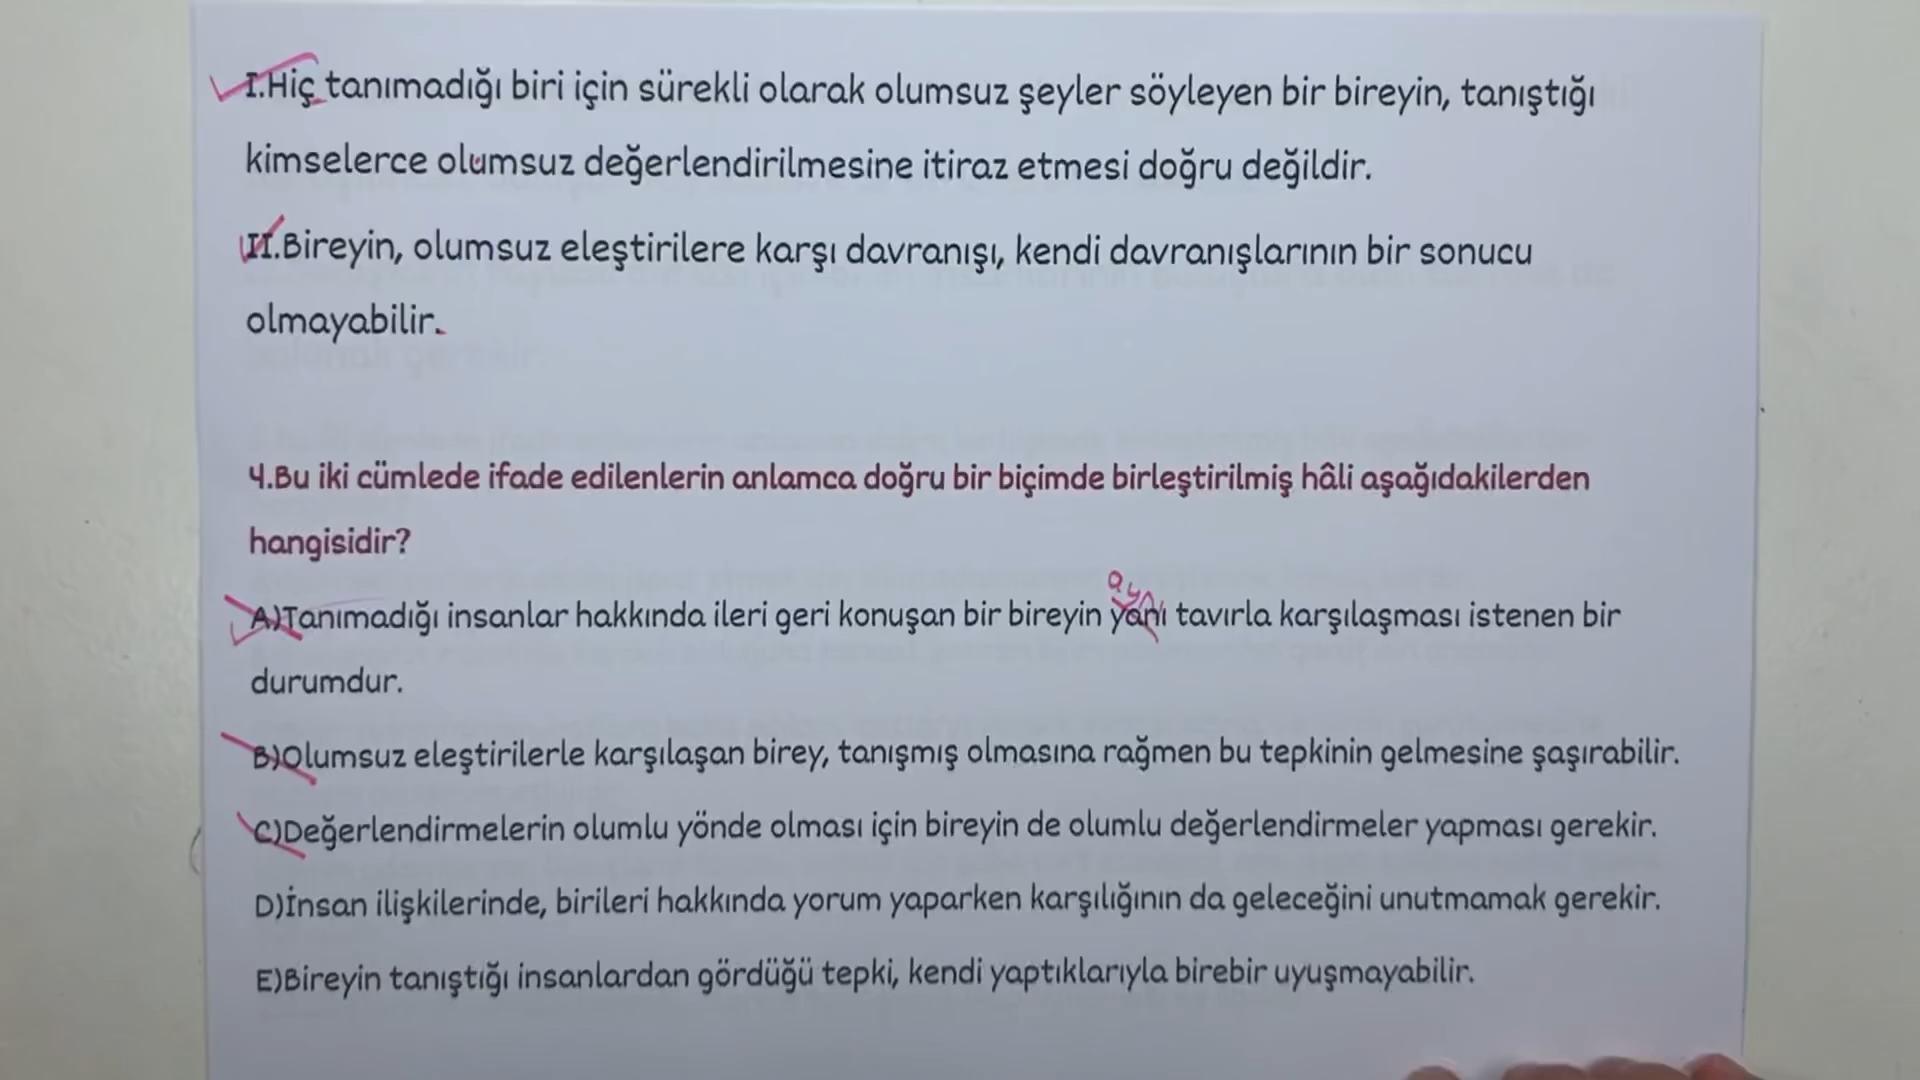 I.Hiç tanımadığı biri için sürekli olarak olumsuz şeyler söyleyen bir bireyin, tanıştığı
kimselerce olumsuz değerlendirilmesine itiraz etmesi doğru değildir.
II.Bireyin, olumsuz eleştirilere karşı davranışı, kendi davranışlarının bir sonucu
olmayabilir.
4.Bu iki cümlede ifade edilenlerin anlamca doğru bir biçimde birleştirilmiş hâli aşağıdakilerden
hangisidir?
ayn
A)Tanımadığı insanlar hakkında ileri geri konuşan bir bireyin yanı tavırla karşılaşması istenen bir
durumdur.
B)Olumsuz eleştirilerle karşılaşan birey, tanışmış olmasına rağmen bu tepkinin gelmesine şaşırabilir.
C)Değerlendirmelerin olumlu yönde olması için bireyin de olumlu değerlendirmeler yapması gerekir.
D)İnsan ilişkilerinde, birileri hakkında yorum yaparken karşılığının da geleceğini unutmamak gerekir.
E)Bireyin tanıştığı insanlardan gördüğü tepki, kendi yaptıklarıyla birebir uyuşmayabilir.